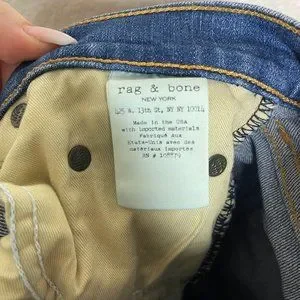 rag & bone
NEW YORK
425 W. 13th St, NY NY 10014
Made in the USA
with imported materials
Fabriqué aux
États-Unis avec des
matériaux importés
RN # 108579